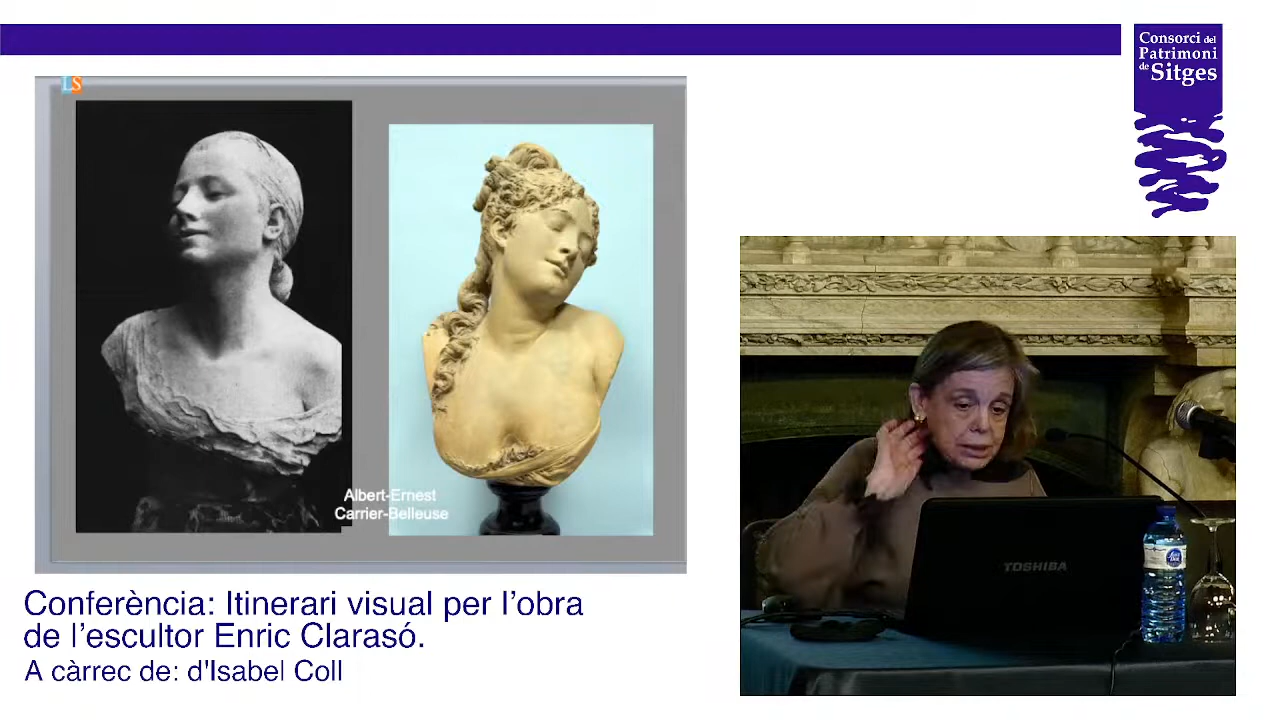 Consorci del
Patrimoni
de Sitges
LS
Albert-Ernest
Carrier-Belleuse
TOSHIBA
Conferència: Itinerari visual per l'obra
de l'escultor Enric Clarasó.
A càrrec de: d'Isabel Coll